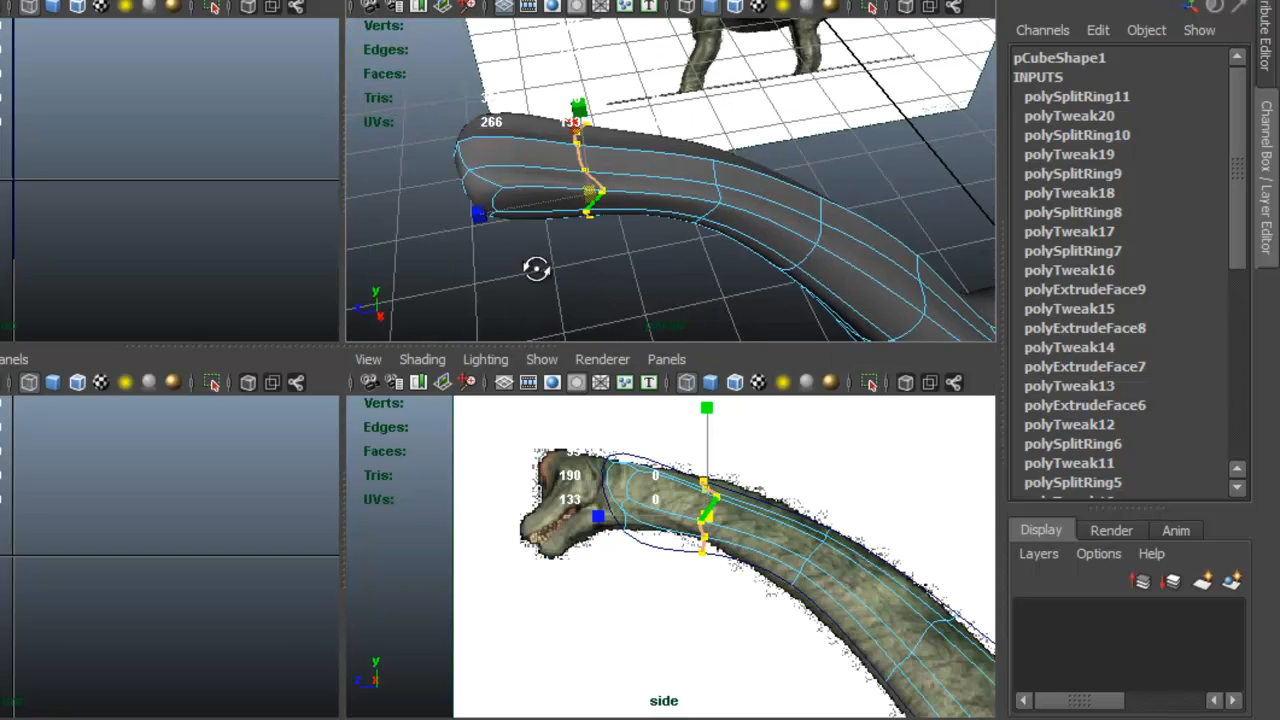 Verts:
Edges:
Faces:
Tris:
UVs:
266
133
Channels Edit Object Show
pCubeShape1
INPUTS
polySplitRing11
polyTweak20
polySplitRing10
polyTweak19
polySplitRing9
polyTweak18
polySplitRing8
polyTweak17
polySplitRing7
polyTweak16
polyExtrudeFace9
polyTweak15
polyExtrudeFace8
polyTweak14
polyExtrudeFace7
polyTweak13
polyExtrudeFace6
polyTweak12
polySplitRing6
polyTweak11
polySplitRing5
Channel Box / Layer Editor
y
z
x
anels
View Shading Lighting Show Renderer Panels
Verts:
Edges:
Faces:
Tris:
UVs:
190 0
133 0
y
z
x
side
Display Render Anim
Layers Options Help